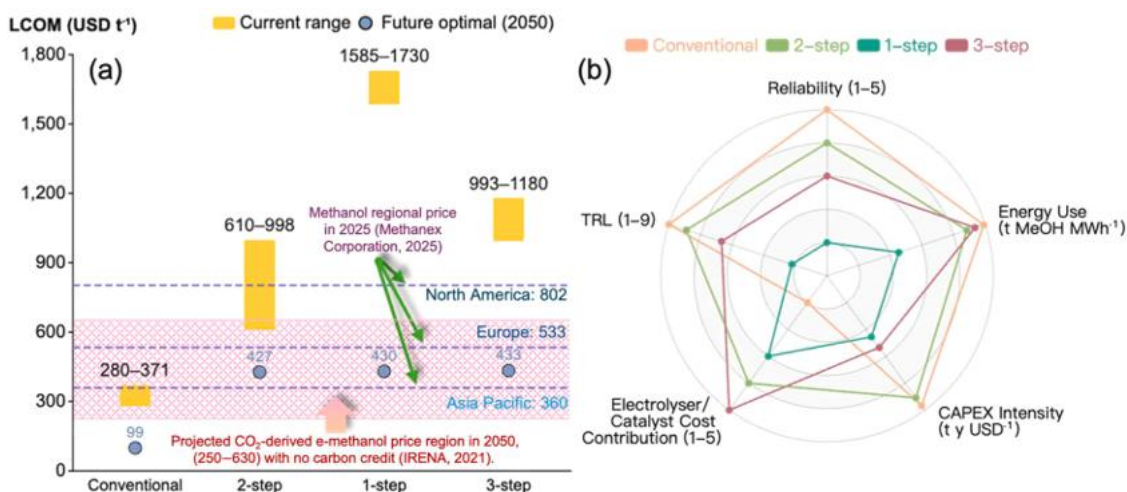 LCOM (USD t⁻¹)
Current range
Future optimal (2050)
(a)
1,800
1,500
1,200
900
600
300
0
280–371
99
610–998
427
1585–1730
430
993–1180
433
Methanol regional price
in 2025 (Methanex
Corporation, 2025)
North America: 802
Europe: 533
Asia Pacific: 360
Projected CO₂-derived e-methanol price region in 2050,
(250–630) with no carbon credit (IRENA, 2021).
Conventional
2-step
1-step
3-step
(b)
Conventional
2-step
1-step
3-step
Reliability (1–5)
Energy Use
(t MeOH MWh⁻¹)
CAPEX Intensity
(t y USD⁻¹)
Electrolyser/
Catalyst Cost
Contribution (1–5)
TRL (1–9)